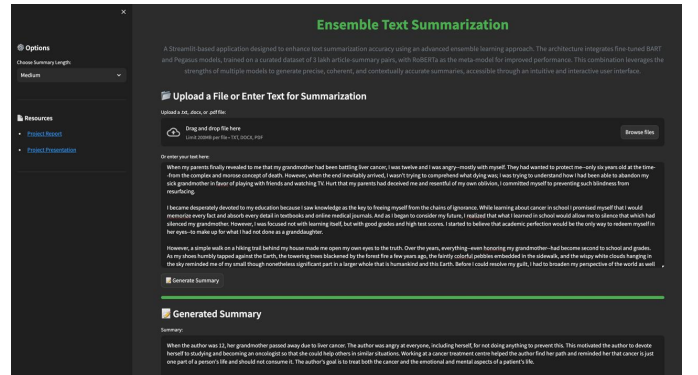 ×
Options
Choose Summary Length:
Medium
Resources
• Project Report
• Project Presentation
Ensemble Text Summarization
A Streamlit-based application designed to enhance text summarization accuracy using an advanced ensemble learning approach. The architecture integrates fine-tuned BART
and Pegasus models, trained on a curated dataset of 3 lakh article-summary pairs, with RoBERTa as the meta-model for improved performance. This combination leverages the
strengths of multiple models to generate precise, coherent, and contextually accurate summaries, accessible through an intuitive and interactive user interface.
Upload a File or Enter Text for Summarization
Upload a .txt, .docx, or .pdf file:
Drag and drop file here
Limit 200MB per file • TXT, DOCX, PDF
Browse files
Or enter your text here:
When my parents finally revealed to me that my grandmother had been battling liver cancer, I was twelve and I was angry--mostly with myself. They had wanted to protect me--only six years old at the time-
-from the complex and morose concept of death. However, when the end inevitably arrived, I wasn't trying to comprehend what dying was; I was trying to understand how I had been able to abandon my
sick grandmother in favor of playing with friends and watching TV. Hurt that my parents had deceived me and resentful of my own oblivion, I committed myself to preventing such blindness from
resurfacing.
I became desperately devoted to my education because I saw knowledge as the key to freeing myself from the chains of ignorance. While learning about cancer in school I promised myself that I would
memorize every fact and absorb every detail in textbooks and online medical journals. And as I began to consider my future, I realized that what I learned in school would allow me to silence that which had
silenced my grandmother. However, I was focused not with learning itself, but with good grades and high test scores. I started to believe that academic perfection would be the only way to redeem myself in
her eyes--to make up for what I had not done as a granddaughter.
However, a simple walk on a hiking trail behind my house made me open my own eyes to the truth. Over the years, everything--even honoring my grandmother--had become second to school and grades.
As my shoes humbly tapped against the Earth, the towering trees blackened by the forest fire a few years ago, the faintly colorful pebbles embedded in the sidewalk, and the wispy white clouds hanging in
the sky reminded me of my small though nonetheless significant part in a larger whole that is humankind and this Earth. Before I could resolve my guilt, I had to broaden my perspective of the world as well
Generate Summary
Generated Summary
Summary:
When the author was 12, her grandmother passed away due to liver cancer. The author was angry at everyone, including herself, for not doing anything to prevent this. This motivated the author to devote
herself to studying and becoming an oncologist so that she could help others in similar situations. Working at a cancer treatment centre helped the author find her path and reminded her that cancer is just
one part of a person's life and should not consume it. The author's goal is to treat both the cancer and the emotional and mental aspects of a patient's life.